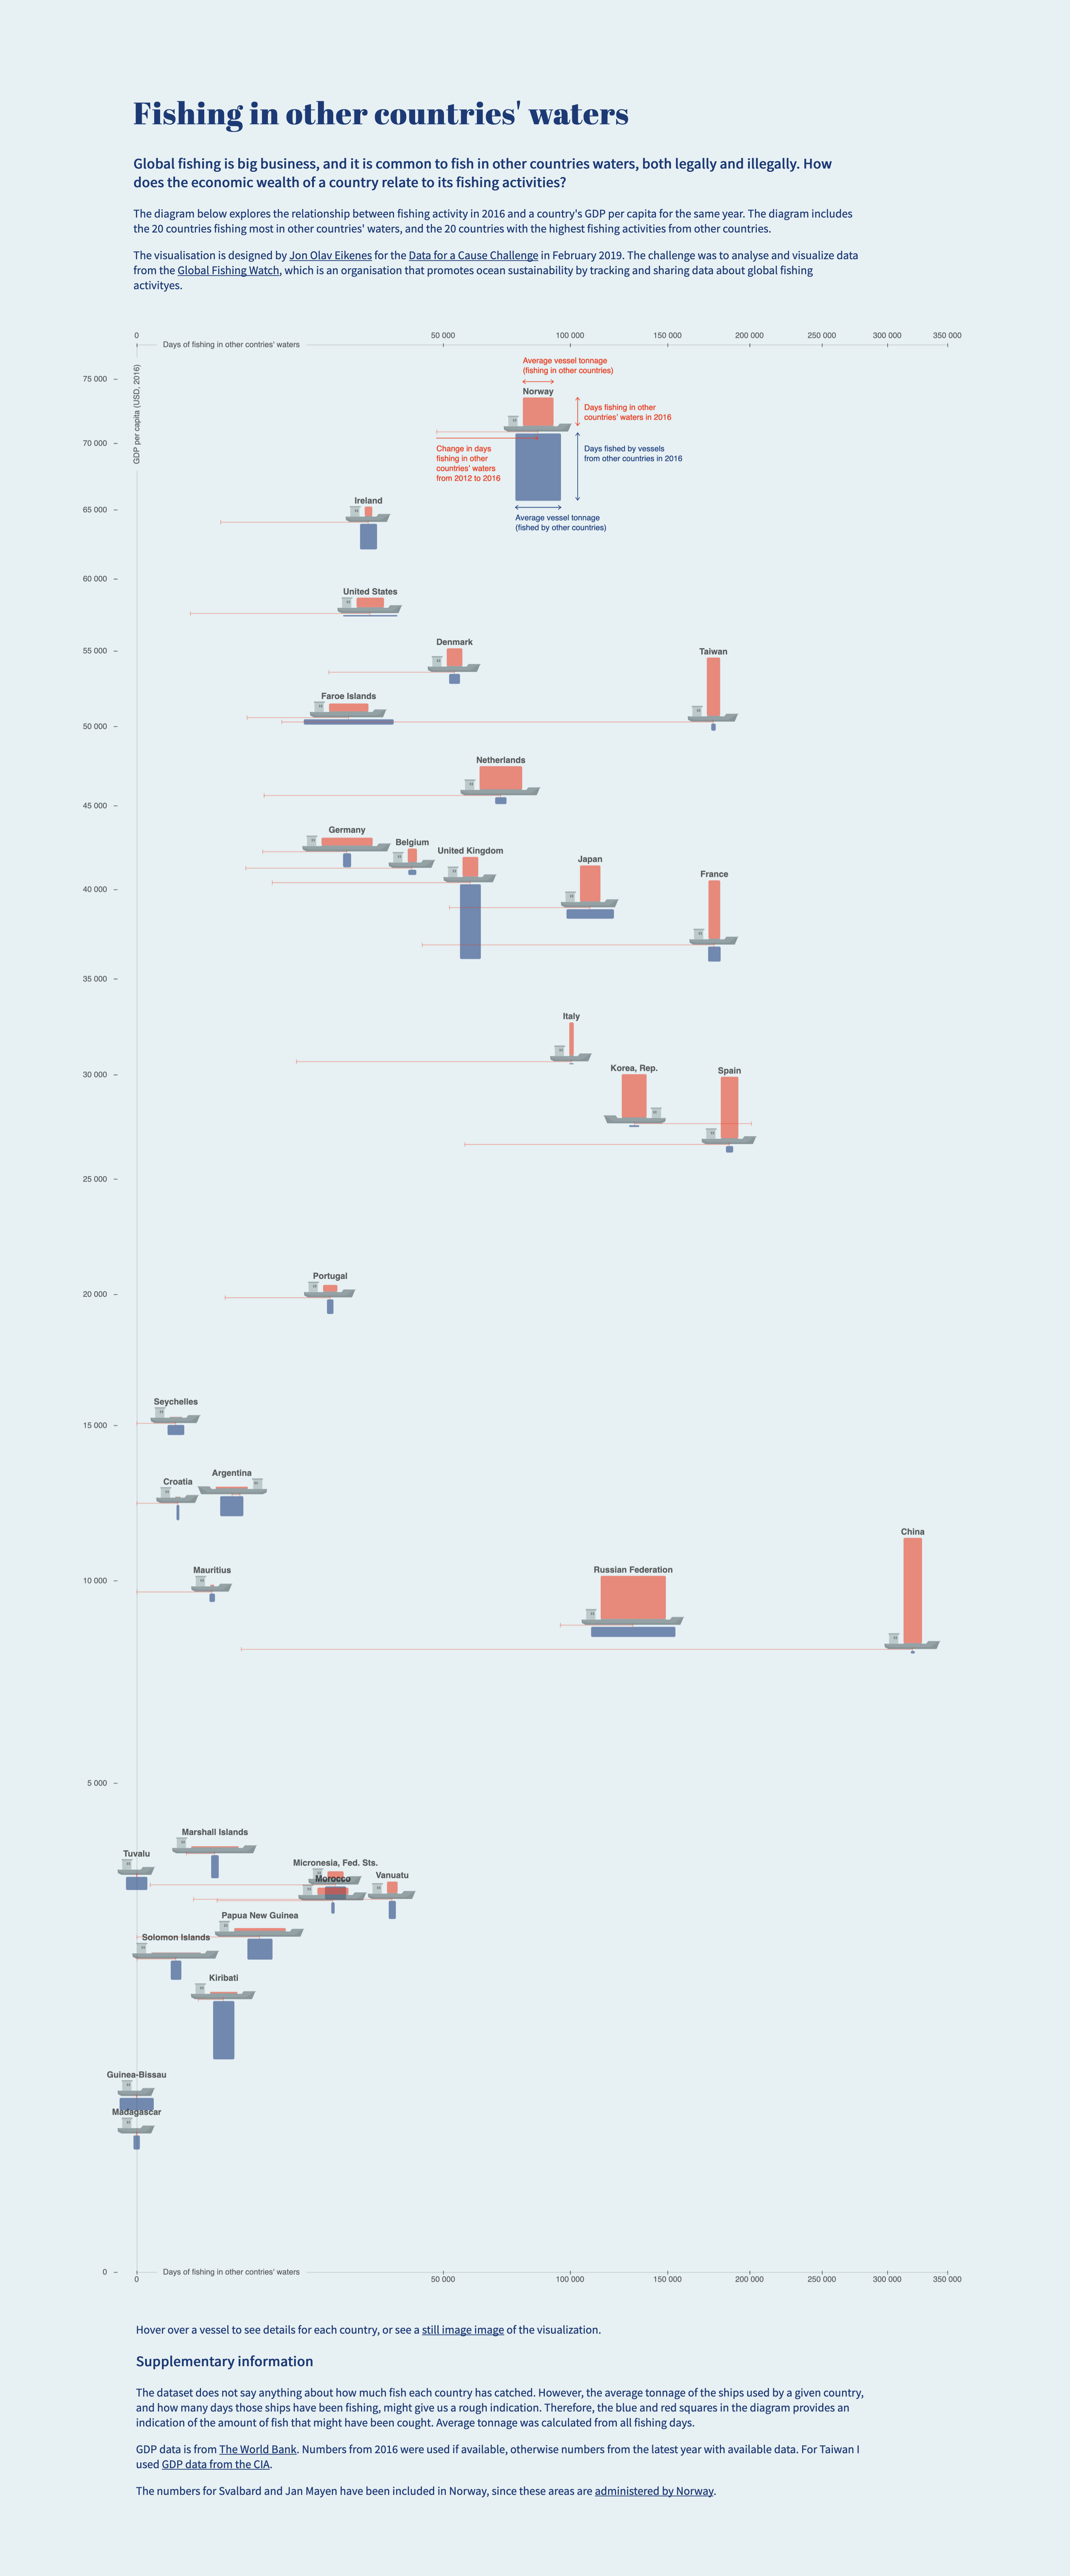 Fishing in other countries' waters
Global fishing is big business, and it is common to fish in other countries waters, both legally and illegally. How
does the economic wealth of a country relate to its fishing activities?
The diagram below explores the relationship between fishing activity in 2016 and a country's GDP per capita for the same year. The diagram includes
the 20 countries fishing most in other countries' waters, and the 20 countries with the highest fishing activities from other countries.
The visualisation is designed by Jon Olav Eikenes for the Data for a Cause Challenge in February 2019. The challenge was to analyse and visualize data
from the Global Fishing Watch, which is an organisation that promotes ocean sustainability by tracking and sharing data about global fishing
activityes.
0 50 000 100 000 150 000 200 000 250 000 300 000 350 000
Days of fishing in other contries' waters
GDP per capita (USD, 2016)
Average vessel tonnage
(fishing in other countries)
75 000
Norway
Days fishing in other
countries' waters in 2016
70 000
Change in days
fishing in other
countries' waters
from 2012 to 2016
Days fished by vessels
from other countries in 2016
Ireland
65 000
Average vessel tonnage
(fished by other countries)
60 000
United States
Denmark
55 000
Taiwan
Faroe Islands
50 000
Netherlands
45 000
Germany
Belgium
United Kingdom
Japan
France
40 000
35 000
Italy
Korea, Rep.
Spain
30 000
25 000
Portugal
20 000
Seychelles
15 000
Argentina
Croatia
China
Mauritius
Russian Federation
10 000
5 000
Marshall Islands
Tuvalu
Micronesia, Fed. Sts.
Morocco
Vanuatu
Papua New Guinea
Solomon Islands
Kiribati
Guinea-Bissau
Madagascar
0
Days of fishing in other contries' waters
0 50 000 100 000 150 000 200 000 250 000 300 000 350 000
Hover over a vessel to see details for each country, or see a still image image of the visualization.
Supplementary information
The dataset does not say anything about how much fish each country has catched. However, the average tonnage of the ships used by a given country,
and how many days those ships have been fishing, might give us a rough indication. Therefore, the blue and red squares in the diagram provides an
indication of the amount of fish that might have been cought. Average tonnage was calculated from all fishing days.
GDP data is from The World Bank. Numbers from 2016 were used if available, otherwise numbers from the latest year with available data. For Taiwan I
used GDP data from the CIA.
The numbers for Svalbard and Jan Mayen have been included in Norway, since these areas are administered by Norway.